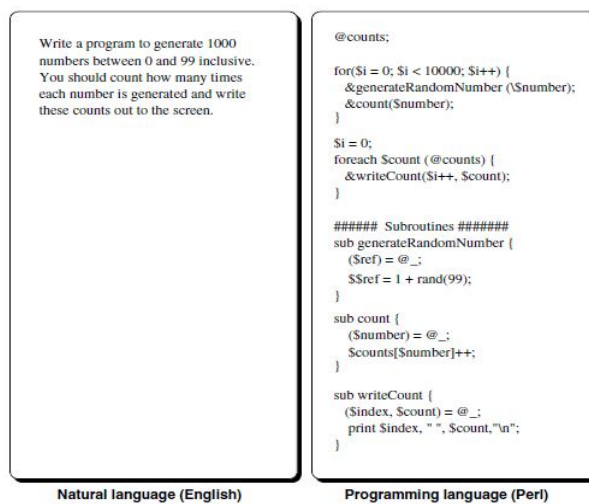 Write a program to generate 1000
numbers between 0 and 99 inclusive.
You should count how many times
each number is generated and write
these counts out to the screen.
Natural language (English)
@counts;
for($i = 0; $i < 10000; $i++) {
&generateRandomNumber (\$number);
&count($number);
}
$i = 0;
foreach $count (@counts) {
&writeCount($i++, $count);
}
###### Subroutines #######
sub generateRandomNumber {
($ref) = @_;
$$ref = 1 + rand(99);
}
sub count {
($number) = @_;
$counts[$number]++;
}
sub writeCount {
($index, $count) = @_;
print $index, " ", $count,"\n";
}
Programming language (Perl)